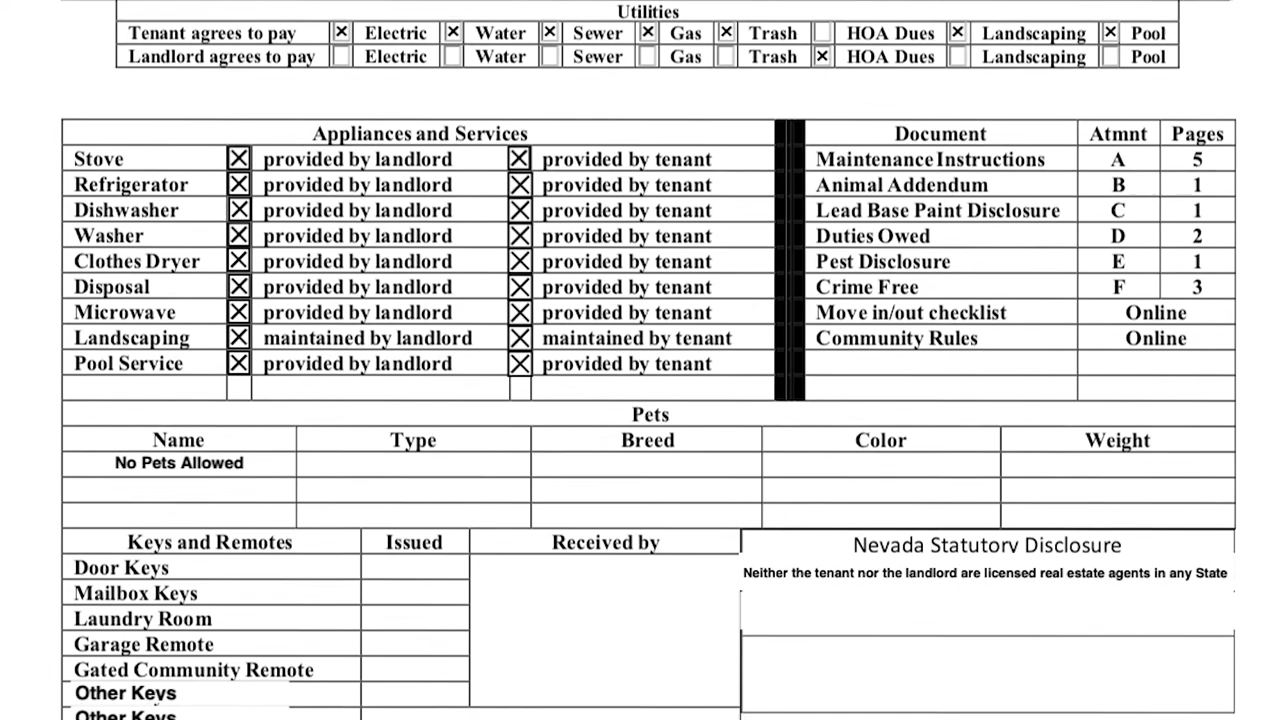 Utilities
Tenant agrees to pay ☒ Electric ☒ Water ☒ Sewer ☒ Gas ☒ Trash ☐ HOA Dues ☒ Landscaping ☒ Pool
Landlord agrees to pay ☐ Electric ☐ Water ☐ Sewer ☐ Gas ☐ Trash ☒ HOA Dues ☐ Landscaping ☐ Pool
Appliances and Services Document Atmnt Pages
Stove ☒ provided by landlord ☒ provided by tenant Maintenance Instructions A 5
Refrigerator ☒ provided by landlord ☒ provided by tenant Animal Addendum B 1
Dishwasher ☒ provided by landlord ☒ provided by tenant Lead Base Paint Disclosure C 1
Washer ☒ provided by landlord ☒ provided by tenant Duties Owed D 2
Clothes Dryer ☒ provided by landlord ☒ provided by tenant Pest Disclosure E 1
Disposal ☒ provided by landlord ☒ provided by tenant Crime Free F 3
Microwave ☒ provided by landlord ☒ provided by tenant Move in/out checklist Online
Landscaping ☒ maintained by landlord ☒ maintained by tenant Community Rules Online
Pool Service ☒ provided by landlord ☒ provided by tenant
Pets
Name Type Breed Color Weight
No Pets Allowed
Keys and Remotes Issued Received by Nevada Statutory Disclosure
Door Keys Neither the tenant nor the landlord are licensed real estate agents in any State
Mailbox Keys
Laundry Room
Garage Remote
Gated Community Remote
Other Keys
Other Keys